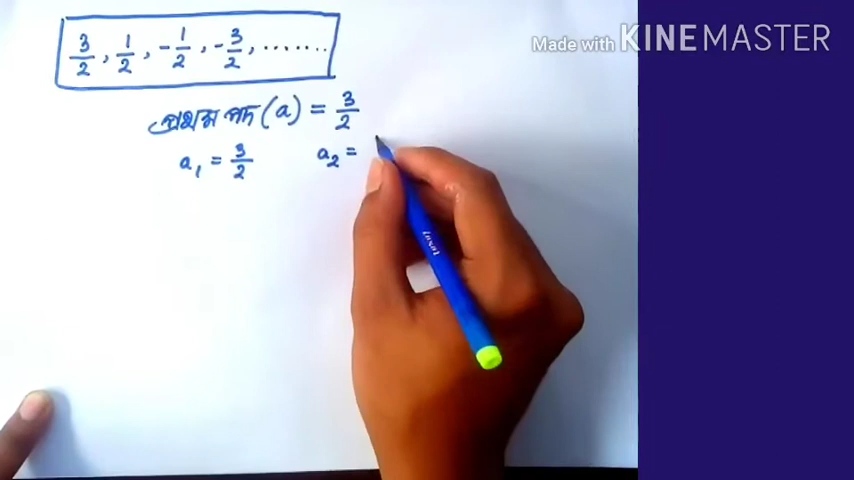 3/2, 1/2, -1/2, -3/2, .......
Made with KINEMASTER
প্রথম পদ (a) = 3/2
a₁ = 3/2 a₂ =